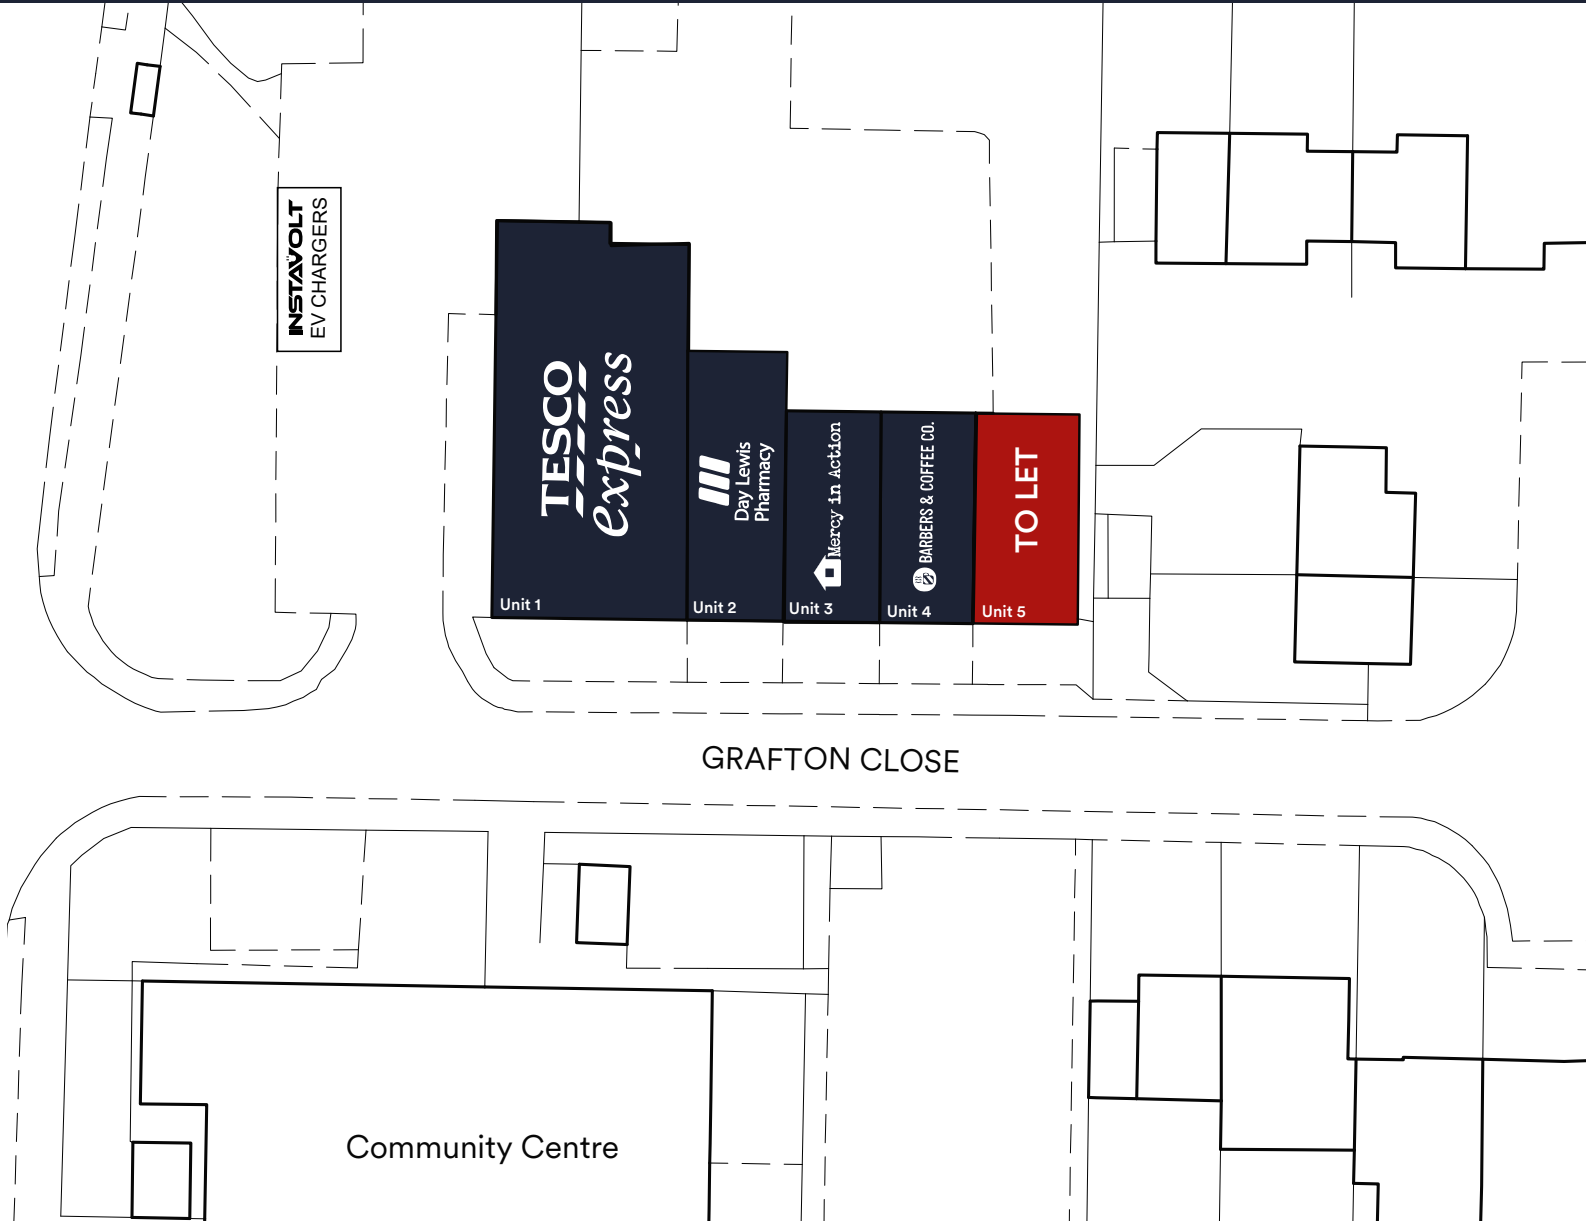 INSTAVOLT
EV CHARGERS
TESCO
express
Unit 1
Day Lewis
Pharmacy
Unit 2
Mercy in Action
Unit 3
BARBERS & COFFEE CO.
Unit 4
TO LET
Unit 5
GRAFTON CLOSE
Community Centre